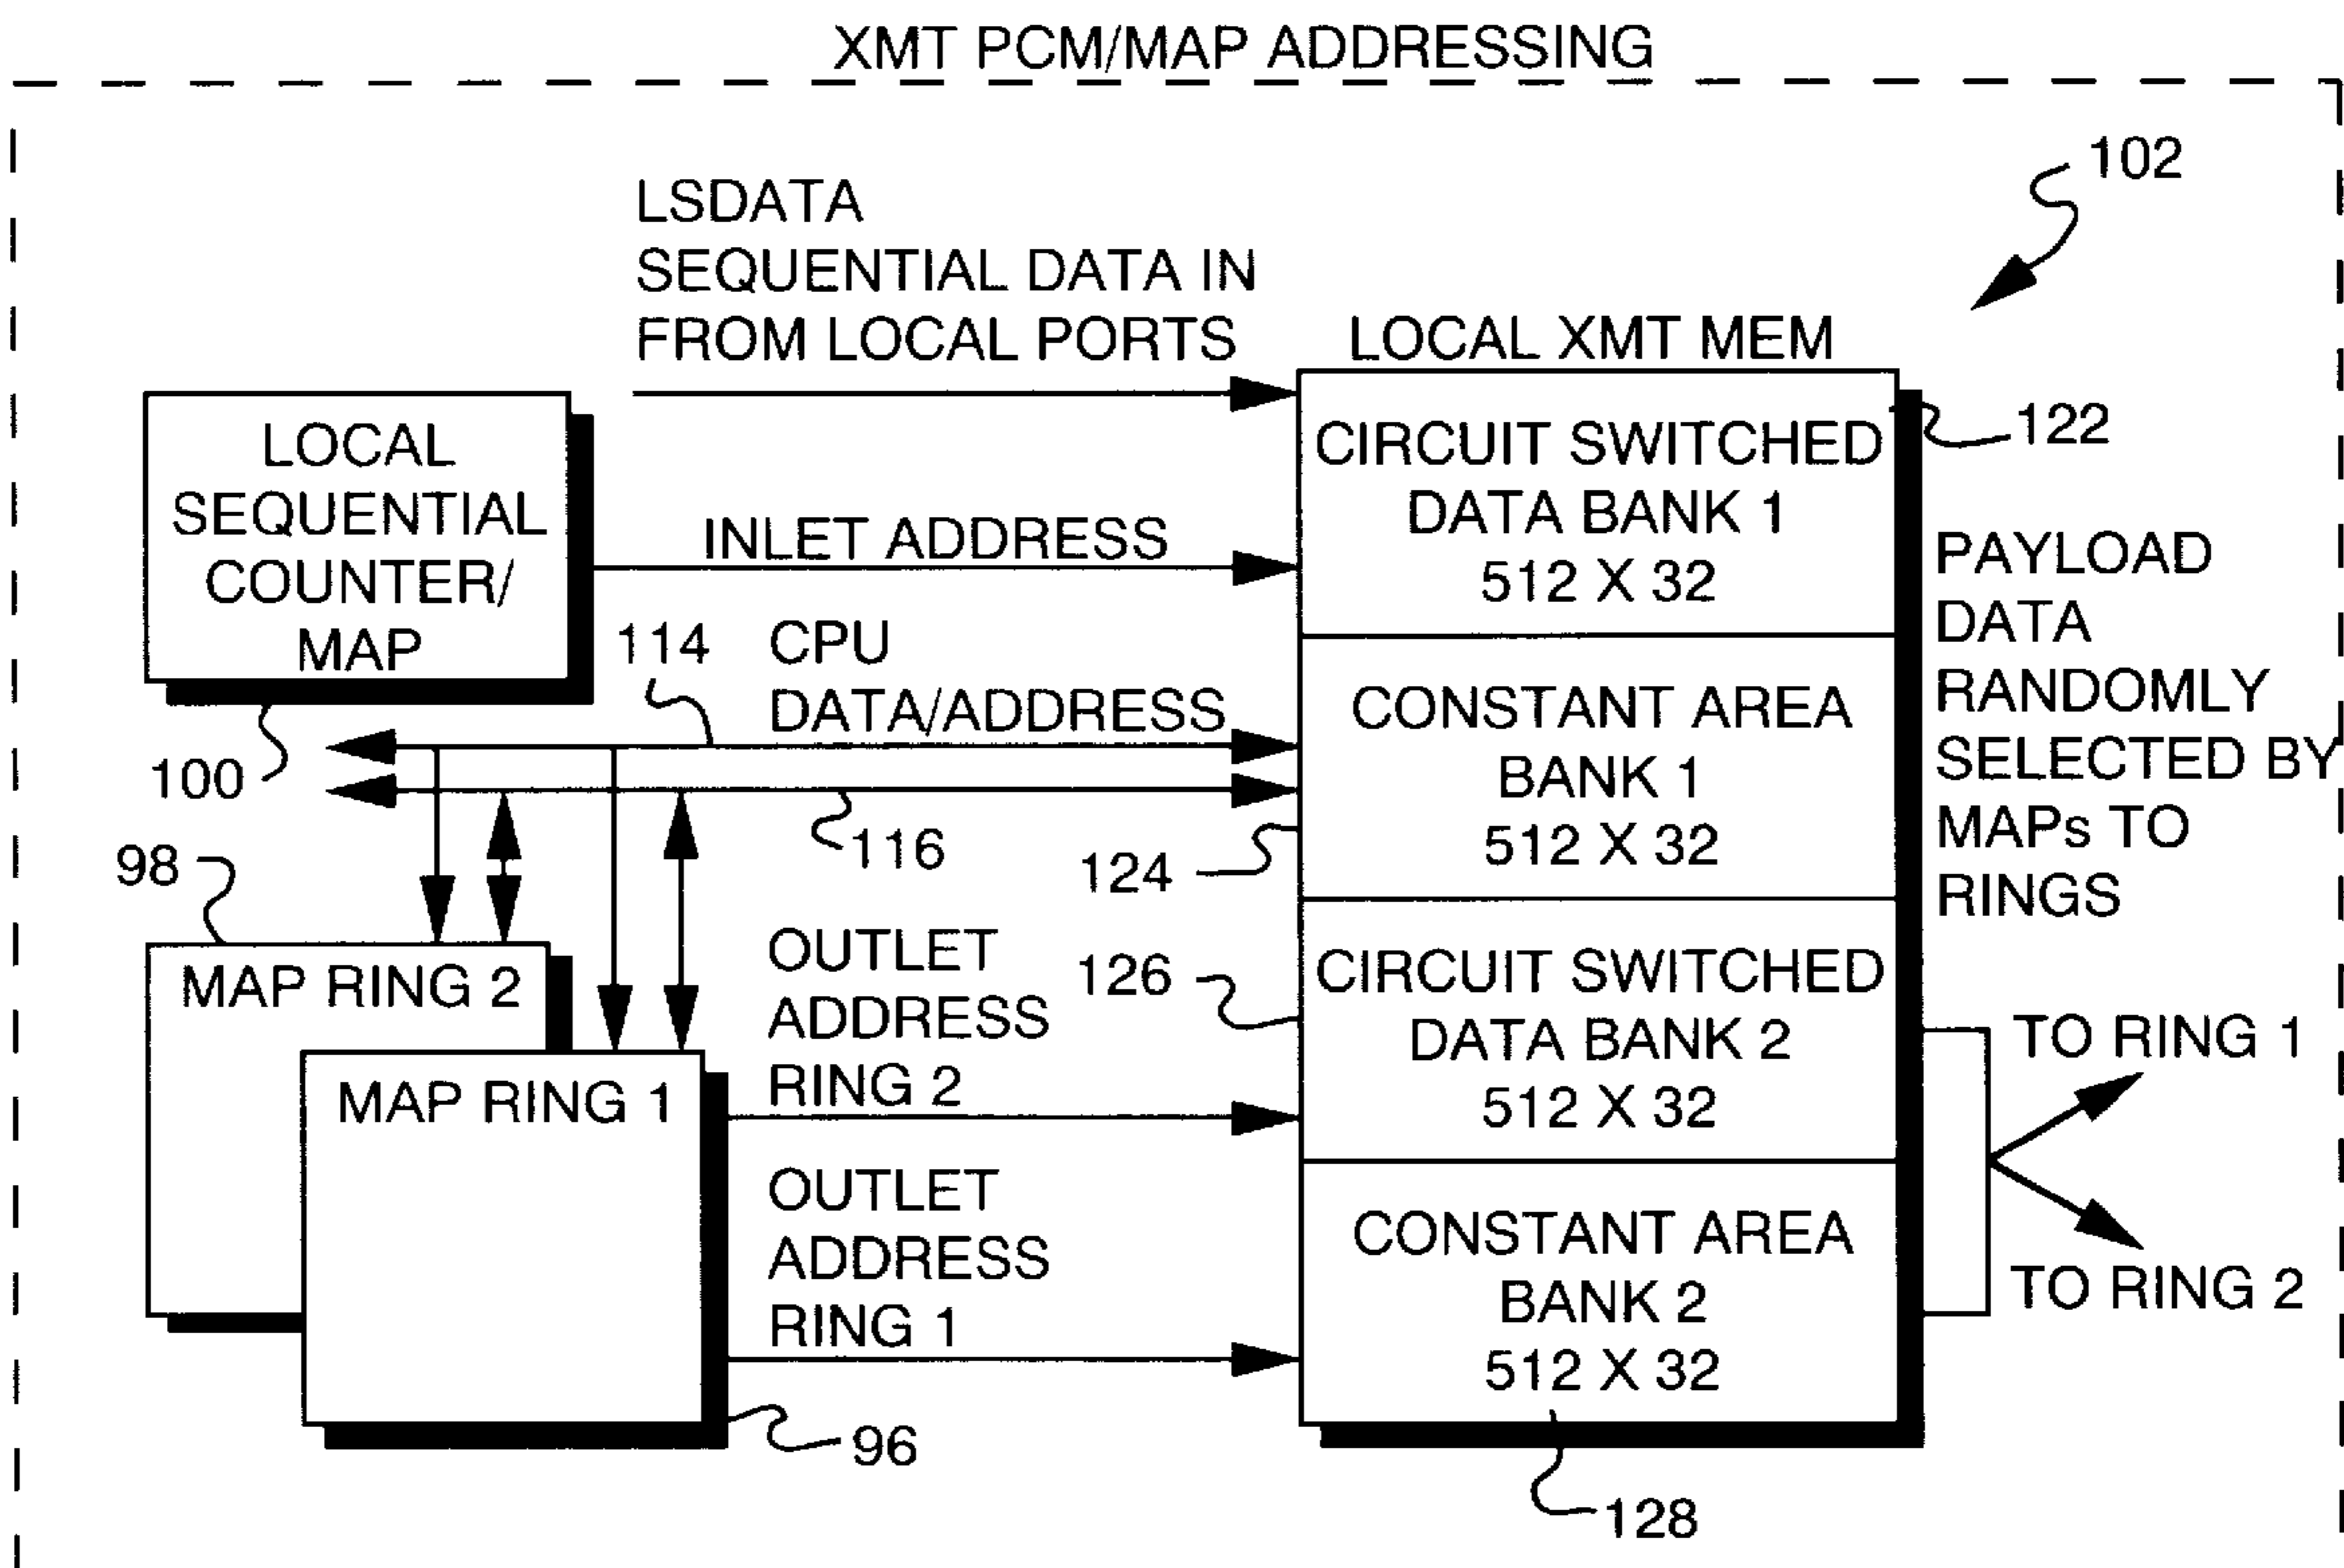 XMT PCM/MAP ADDRESSING
102
LSDATA
SEQUENTIAL DATA IN
FROM LOCAL PORTS
LOCAL XMT MEM
LOCAL
SEQUENTIAL
COUNTER/
MAP
100
INLET ADDRESS
114
CPU
DATA/ADDRESS
116
CIRCUIT SWITCHED
DATA BANK 1
512 X 32
122
CONSTANT AREA
BANK 1
512 X 32
124
CIRCUIT SWITCHED
DATA BANK 2
512 X 32
126
CONSTANT AREA
BANK 2
512 X 32
128
PAYLOAD
DATA
RANDOMLY
SELECTED BY
MAPs TO
RINGS
98
MAP RING 2
MAP RING 1
96
OUTLET
ADDRESS
RING 2
OUTLET
ADDRESS
RING 1
TO RING 1
TO RING 2